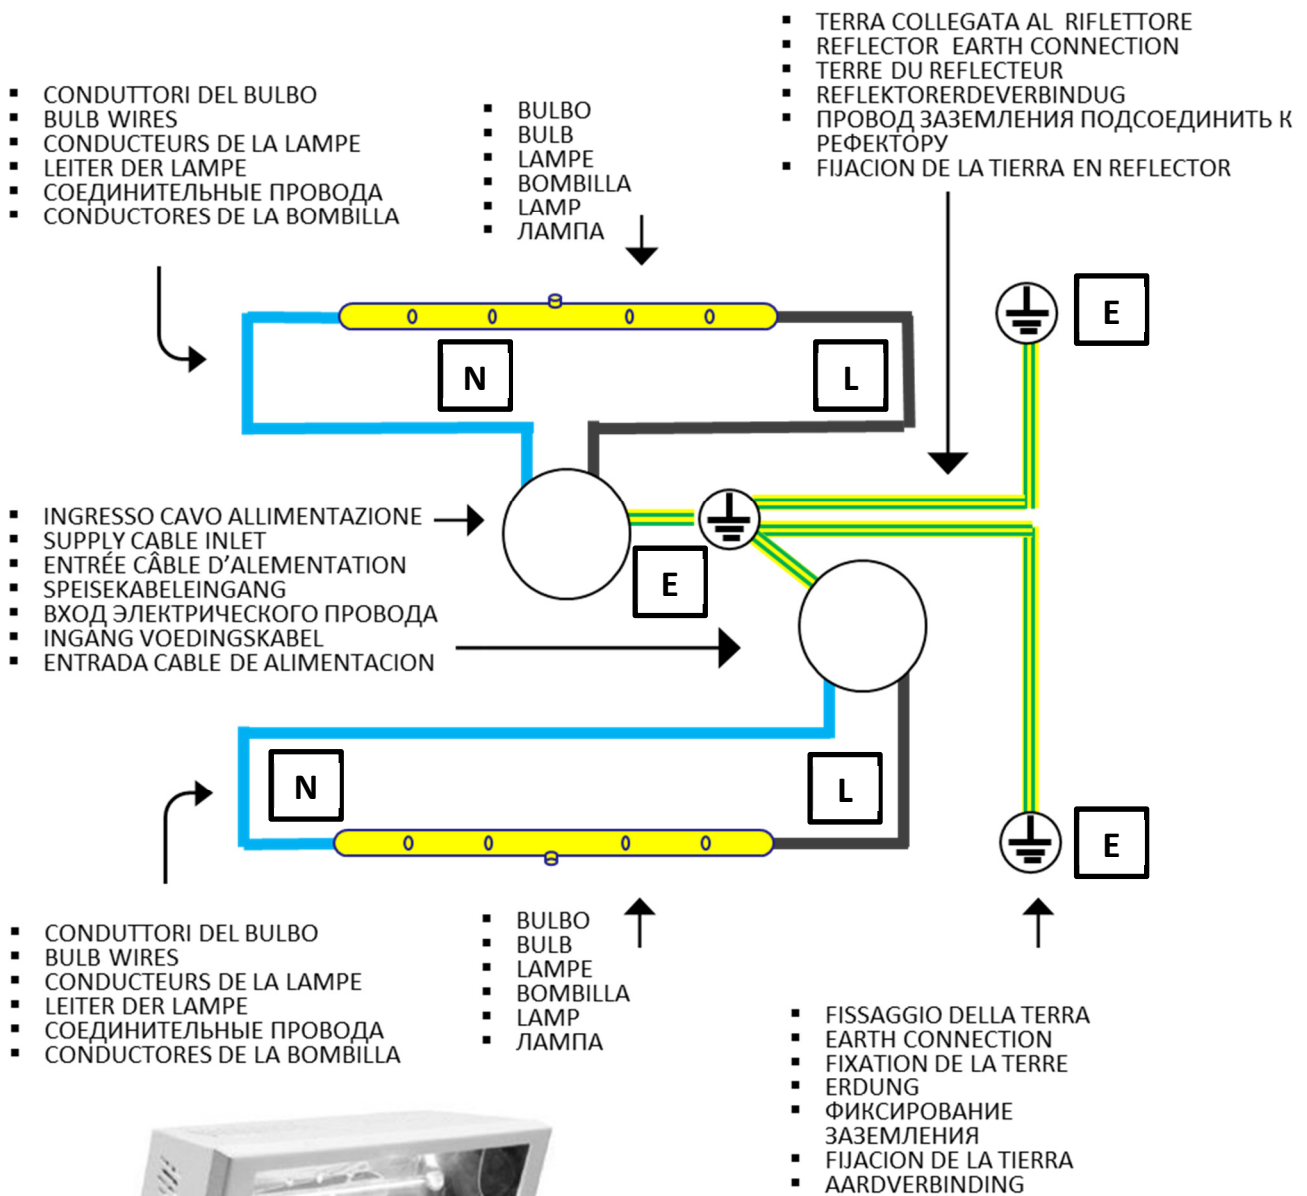 TERRA COLLEGATA AL RIFLETTORE
REFLECTOR EARTH CONNECTION
TERRE DU REFLECTEUR
REFLEKTORERDEVERBINDUG
ПРОВОД ЗАЗЕМЛЕНИЯ ПОДСОЕДИНИТЬ К
РЕФЕКТОРУ
FIJACION DE LA TIERRA EN REFLECTOR
CONDUTTORI DEL BULBO
BULB WIRES
CONDUCTEURS DE LA LAMPE
LEITER DER LAMPE
СОЕДИНИТЕЛЬНЫЕ ПРОВОДА
CONDUCTORES DE LA BOMBILLA
BULBO
BULB
LAMPE
BOMBILLA
LAMP
ЛАМПА
E
N
L
INGRESSO CAVO ALLIMENTAZIONE
SUPPLY CABLE INLET
ENTRÉE CÂBLE D'ALEMENTATION
SPEISEKABELEINGANG
ВХОД ЭЛЕКТРИЧЕСКОГО ПРОВОДА
INGANG VOEDINGSKABEL
ENTRADA CABLE DE ALIMENTACION
E
N
L
E
CONDUTTORI DEL BULBO
BULB WIRES
CONDUCTEURS DE LA LAMPE
LEITER DER LAMPE
СОЕДИНИТЕЛЬНЫЕ ПРОВОДА
CONDUCTORES DE LA BOMBILLA
BULBO
BULB
LAMPE
BOMBILLA
LAMP
ЛАМПА
FISSAGGIO DELLA TERRA
EARTH CONNECTION
FIXATION DE LA TERRE
ERDUNG
ФИКСИРОВАНИЕ
ЗАЗЕМЛЕНИЯ
FIJACION DE LA TIERRA
AARDVERBINDING